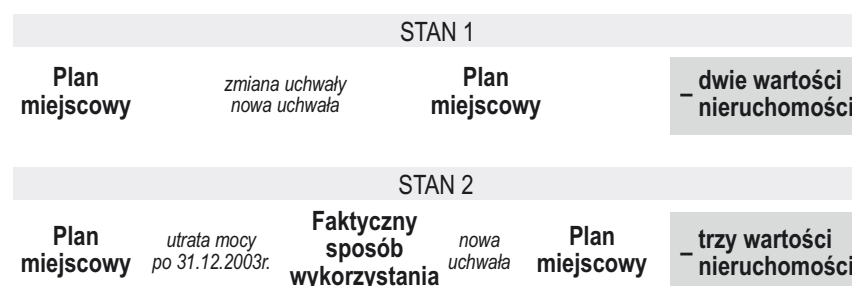 STAN 1
Plan
miejscowy
zmiana uchwały
nowa uchwała
Plan
miejscowy
– dwie wartości
nieruchomości
STAN 2
Plan
miejscowy
utrata mocy
po 31.12.2003r.
Faktyczny
sposób
wykorzystania
nowa
uchwała
Plan
miejscowy
– trzy wartości
nieruchomości